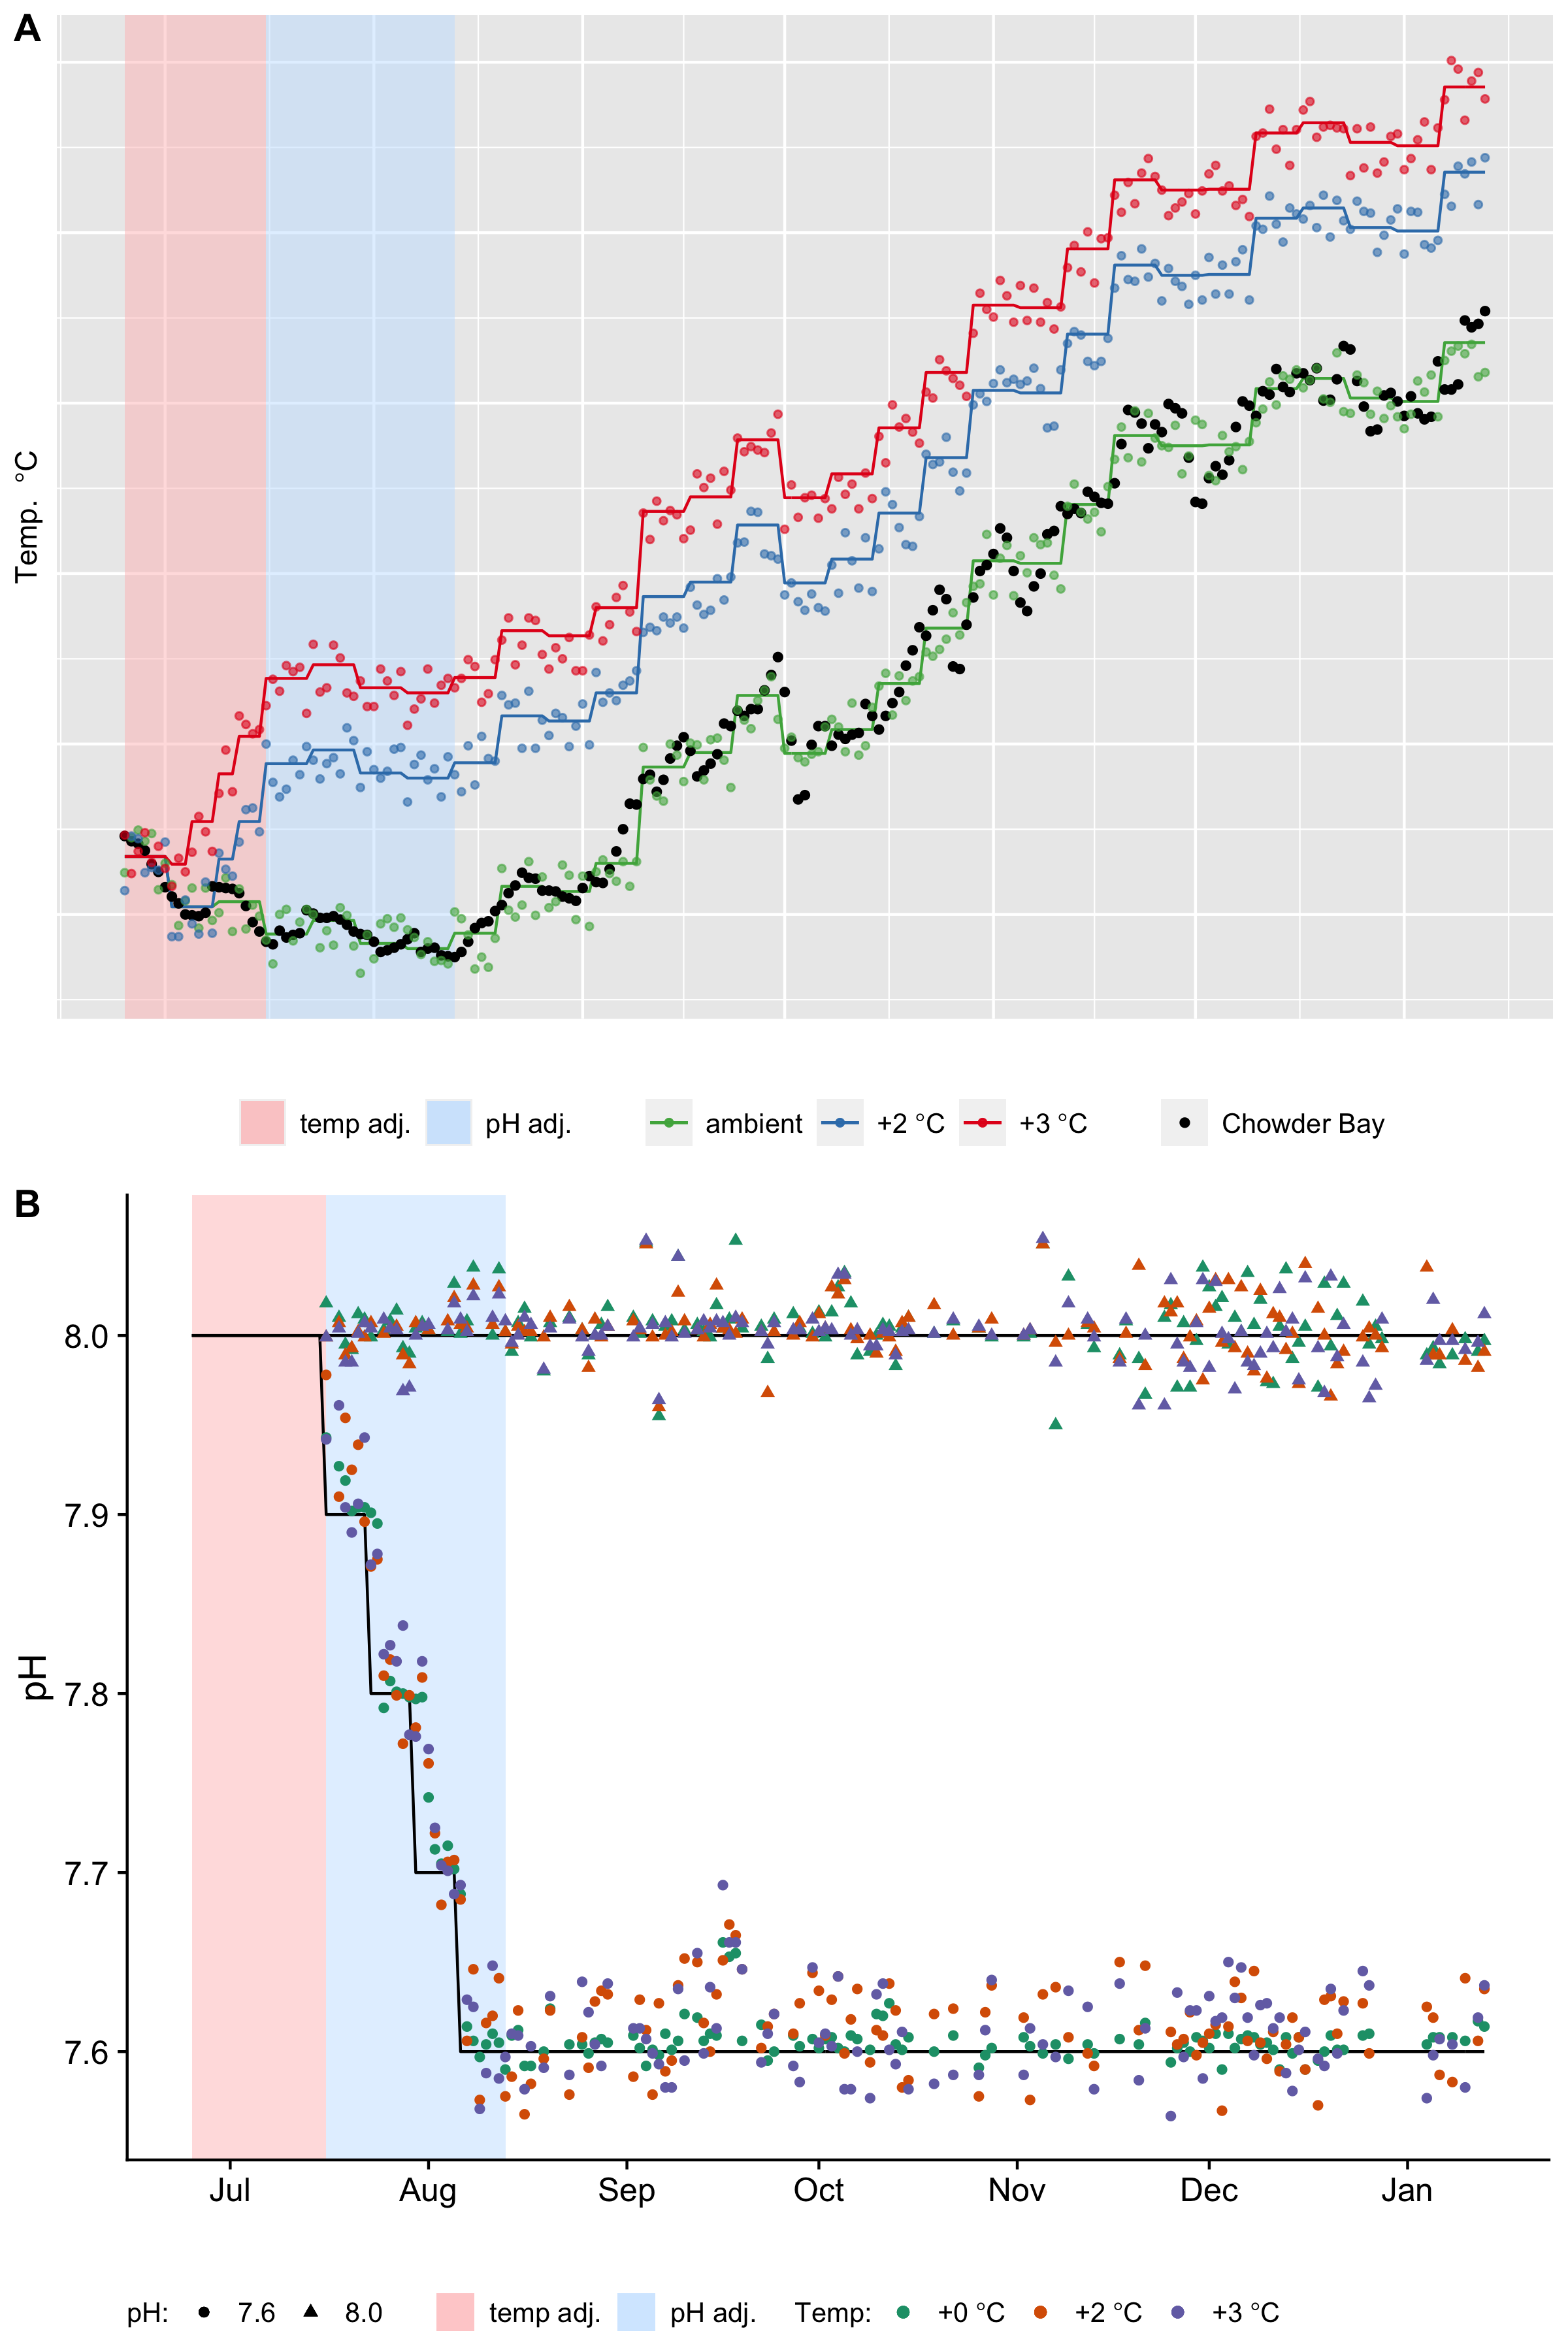 A
Temp. °C
temp adj. pH adj. ambient +2 °C +3 °C Chowder Bay
B
pH
8.0
7.9
7.8
7.7
7.6
Jul Aug Sep Oct Nov Dec Jan
pH: 7.6 8.0 temp adj. pH adj. Temp: +0 °C +2 °C +3 °C